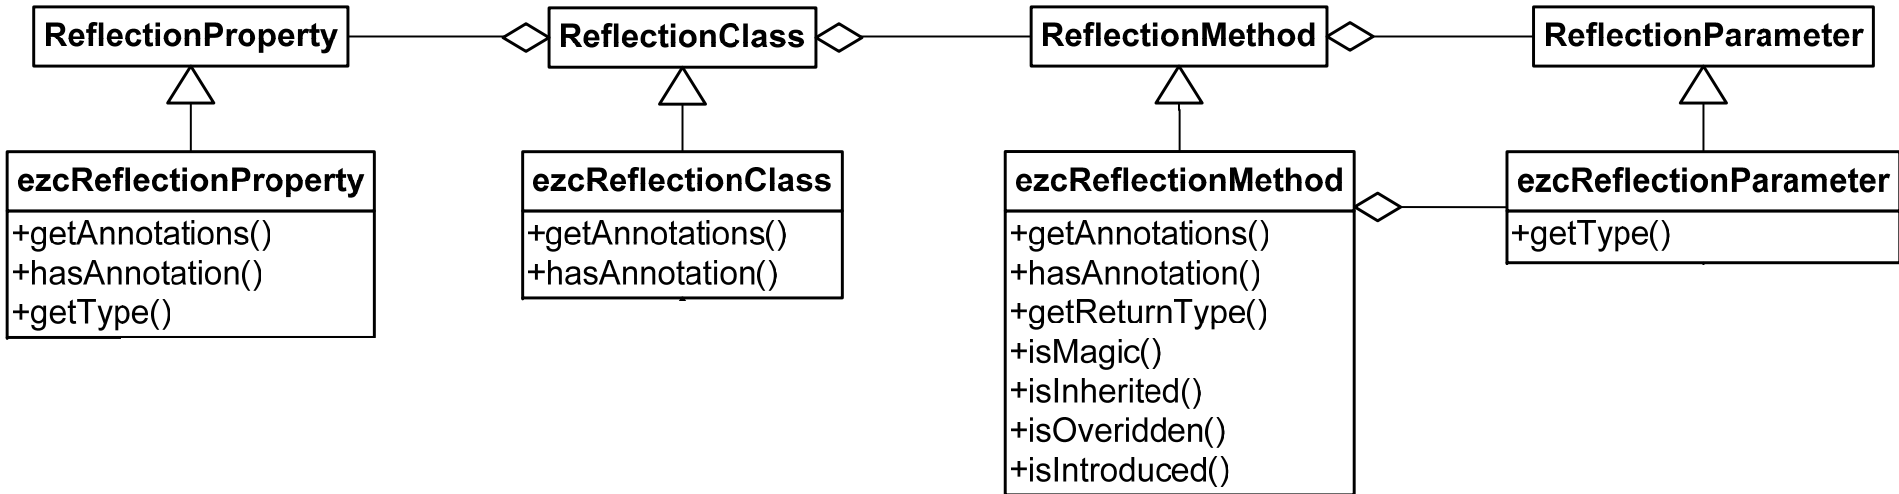 ReflectionProperty
ReflectionClass
ReflectionMethod
ReflectionParameter
ezcReflectionProperty
+getAnnotations()
+hasAnnotation()
+getType()
ezcReflectionClass
+getAnnotations()
+hasAnnotation()
ezcReflectionMethod
+getAnnotations()
+hasAnnotation()
+getReturnType()
+isMagic()
+isInherited()
+isOveridden()
+isIntroduced()
ezcReflectionParameter
+getType()